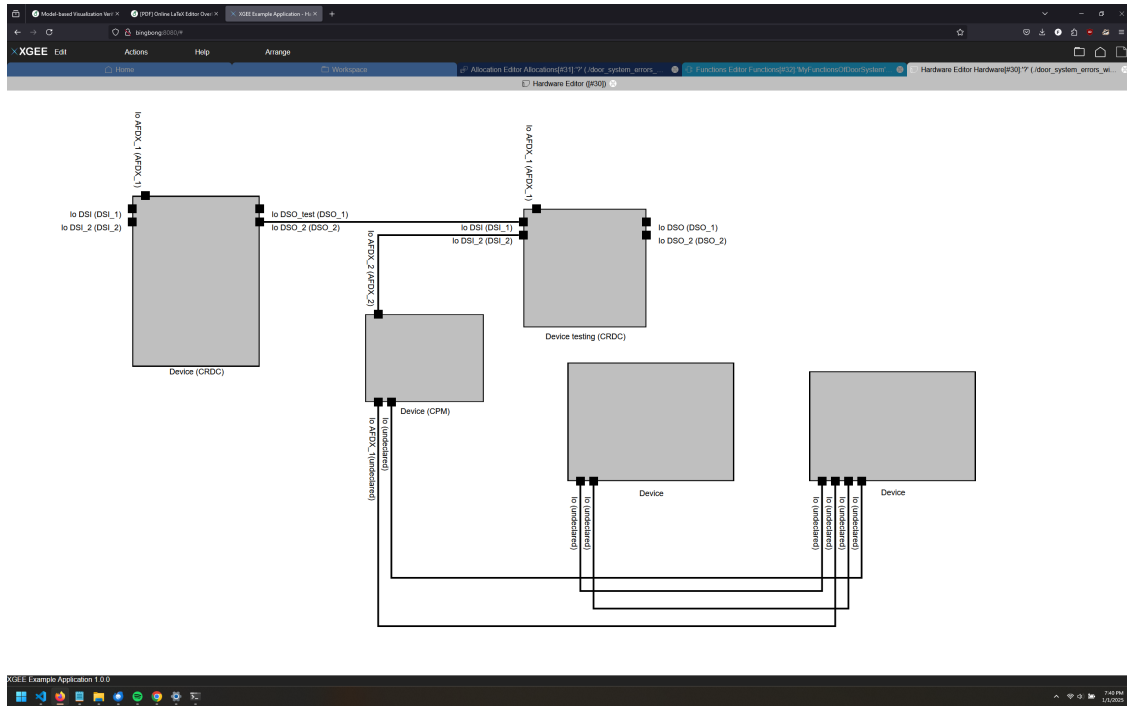 Model-based Visualization Veri
[PDF] Online LaTeX Editor Over
XGEE Example Application - Ha
bingbong:8080/#
XGEE Edit Actions Help Arrange
Home
Workspace
Allocation Editor Allocations[#31] '?' (./door_system_errors_...
Functions Editor Functions[#32] 'MyFunctionsOfDoorSystem'
Hardware Editor Hardware[#30] '?' (./door_system_errors_wi...
Hardware Editor ([#30])
Io AFDX_1 (AFDX_1)
Io DSI (DSI_1)
Io DSI_2 (DSI_2)
Io DSO_test (DSO_1)
Io DSO_2 (DSO_2)
Device (CRDC)
Io AFDX_1 (AFDX_1)
Io DSI (DSI_1)
Io DSI_2 (DSI_2)
Io DSO (DSO_1)
Io DSO_2 (DSO_2)
Device testing (CRDC)
Io AFDX_2 (AFDX_2)
Device (CPM)
Io AFDX_1(undeclared)
Io (undeclared)
Device
Io (undeclared)
Io (undeclared)
Device
Io (undeclared)
Io (undeclared)
Io (undeclared)
Io (undeclared)
XGEE Example Application 1.0.0
7:40 PM
1/1/2025